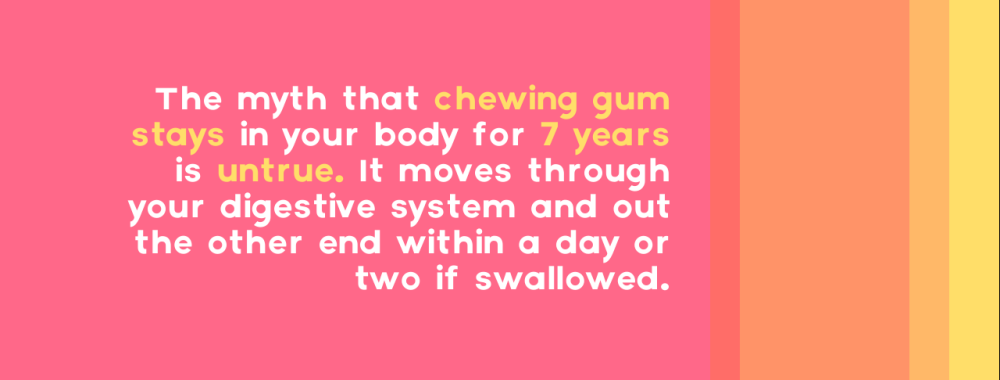 The myth that chewing gum
stays in your body for 7 years
is untrue. It moves through
your digestive system and out
the other end within a day or
two if swallowed.